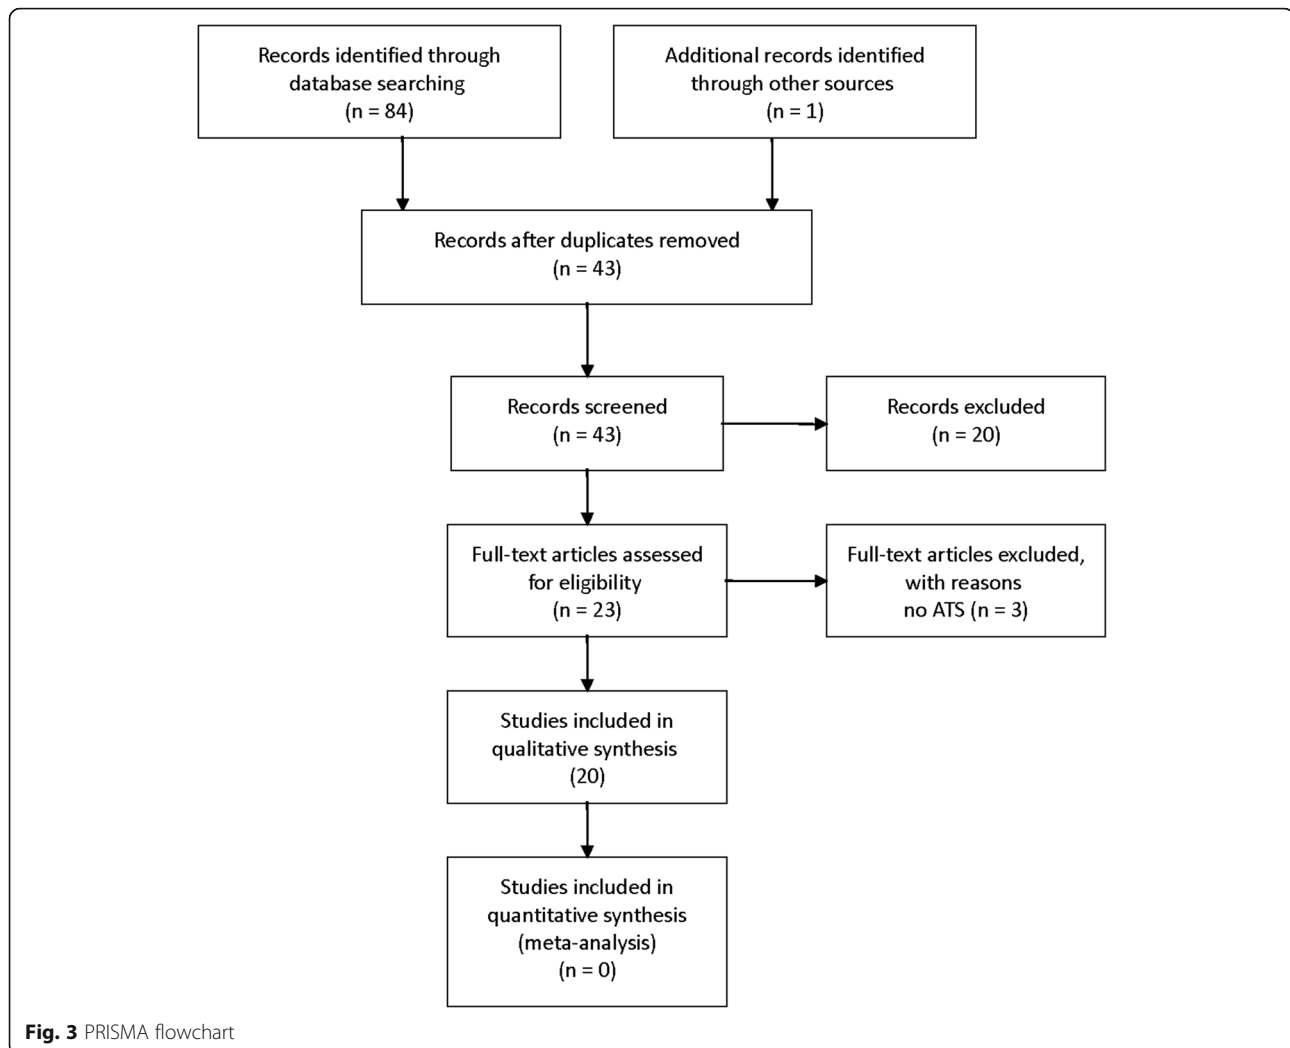 Records identified through
database searching
(n = 84)
Additional records identified
through other sources
(n = 1)
Records after duplicates removed
(n = 43)
Records screened
(n = 43)
Records excluded
(n = 20)
Full-text articles assessed
for eligibility
(n = 23)
Full-text articles excluded,
with reasons
no ATS (n = 3)
Studies included in
qualitative synthesis
(20)
Studies included in
quantitative synthesis
(meta-analysis)
(n = 0)
Fig. 3 PRISMA flowchart